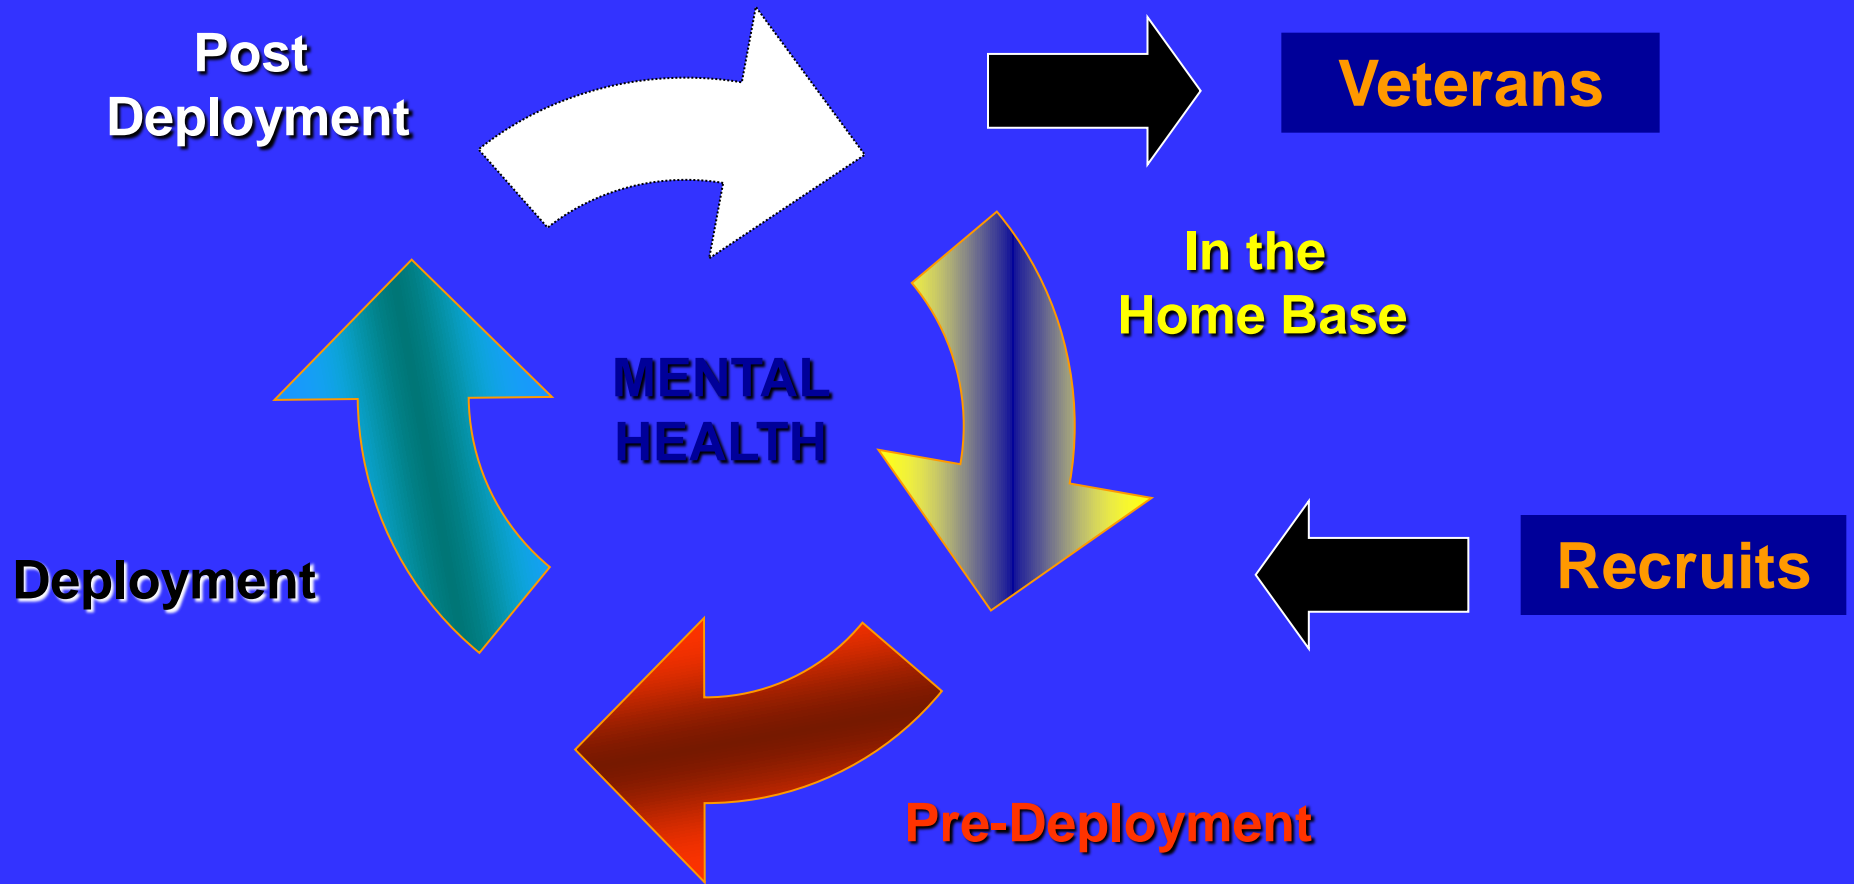 Post
Deployment
Veterans
In the
Home Base
MENTAL
HEALTH
Deployment
Recruits
Pre-Deployment